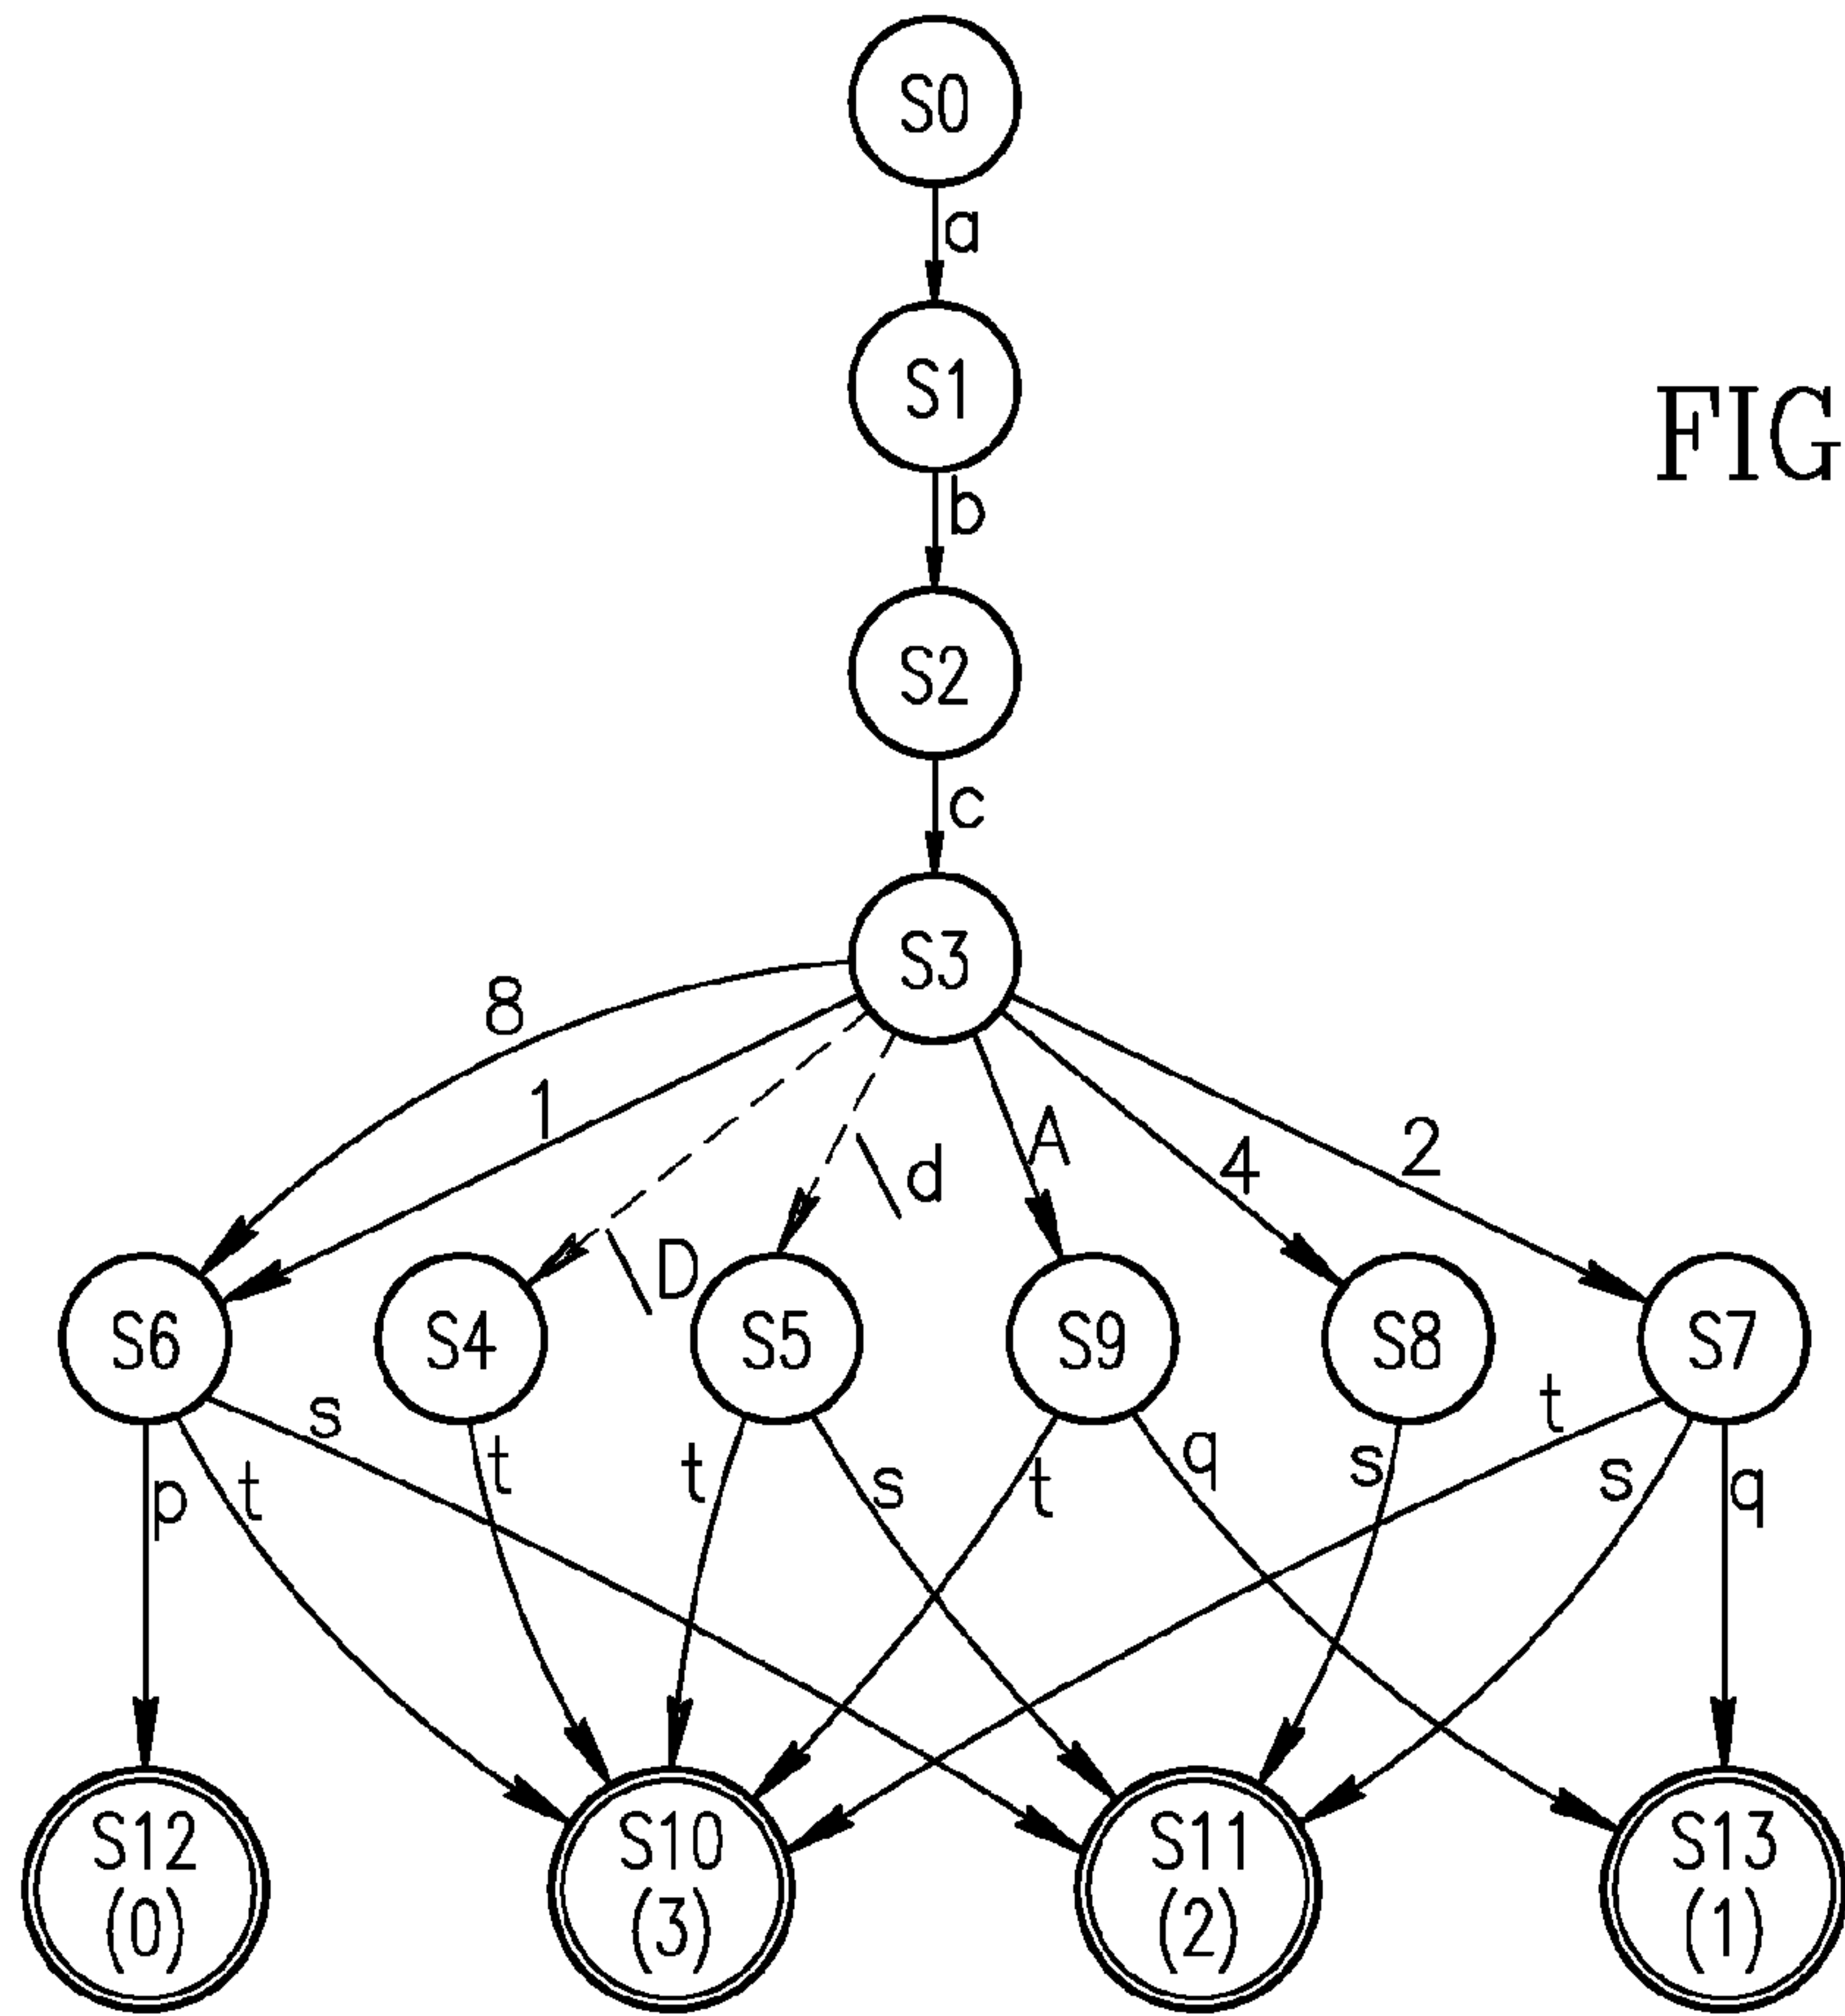 S0
a
S1
FIG
b
S2
c
S3
8
1
\D
\d
A
4
2
S6
S4
S5
S9
S8
S7
s
t
t
t
s
t
q
s
t
s
q
p
S12
(0)
S10
(3)
S11
(2)
S13
(1)